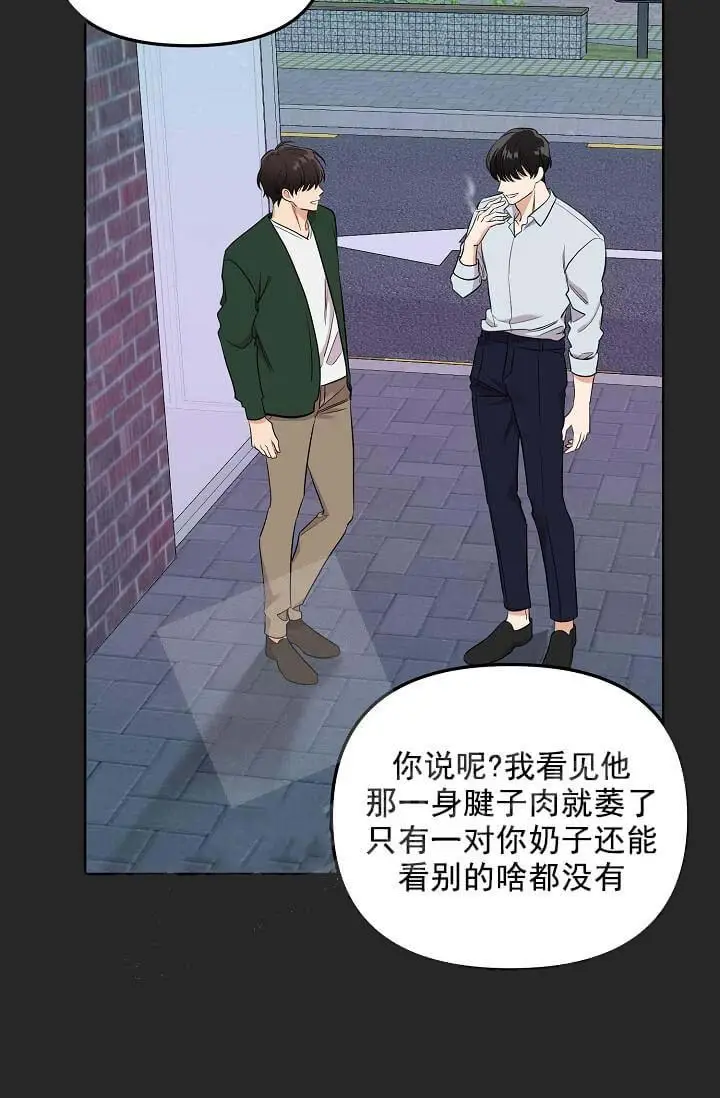 你说呢?我看见他
那一身腱子肉就萎了
只有一对你奶子还能
看别的啥都没有